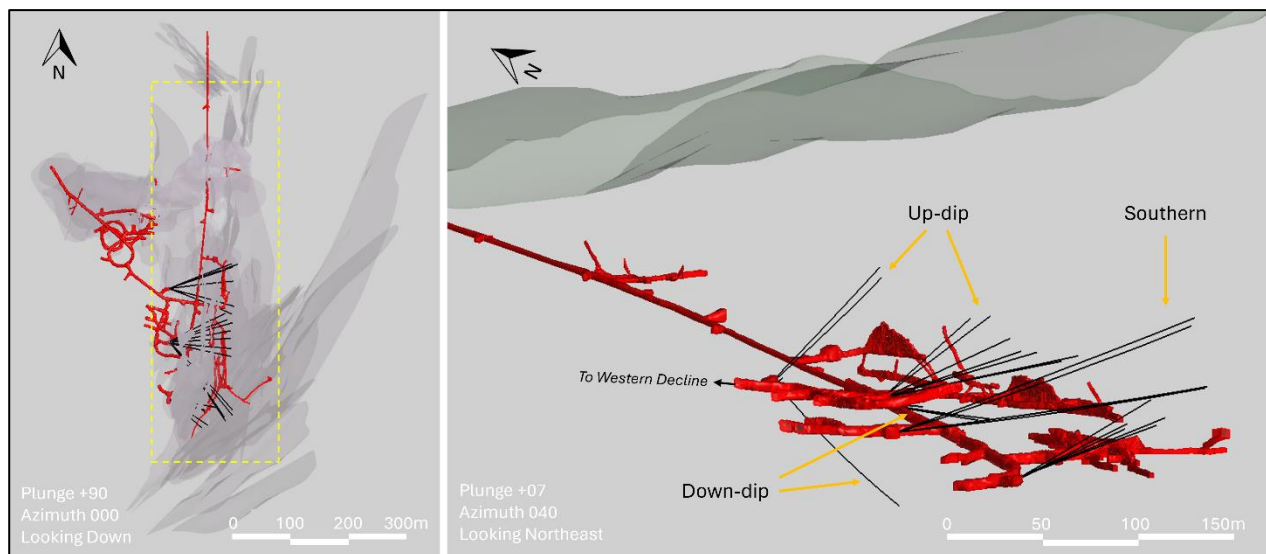 N
Plunge +90
Azimuth 000
Looking Down
0 100 200 300m
N
Up-dip
Southern
To Western Decline
Down-dip
Plunge +07
Azimuth 040
Looking Northeast
0 50 100 150m